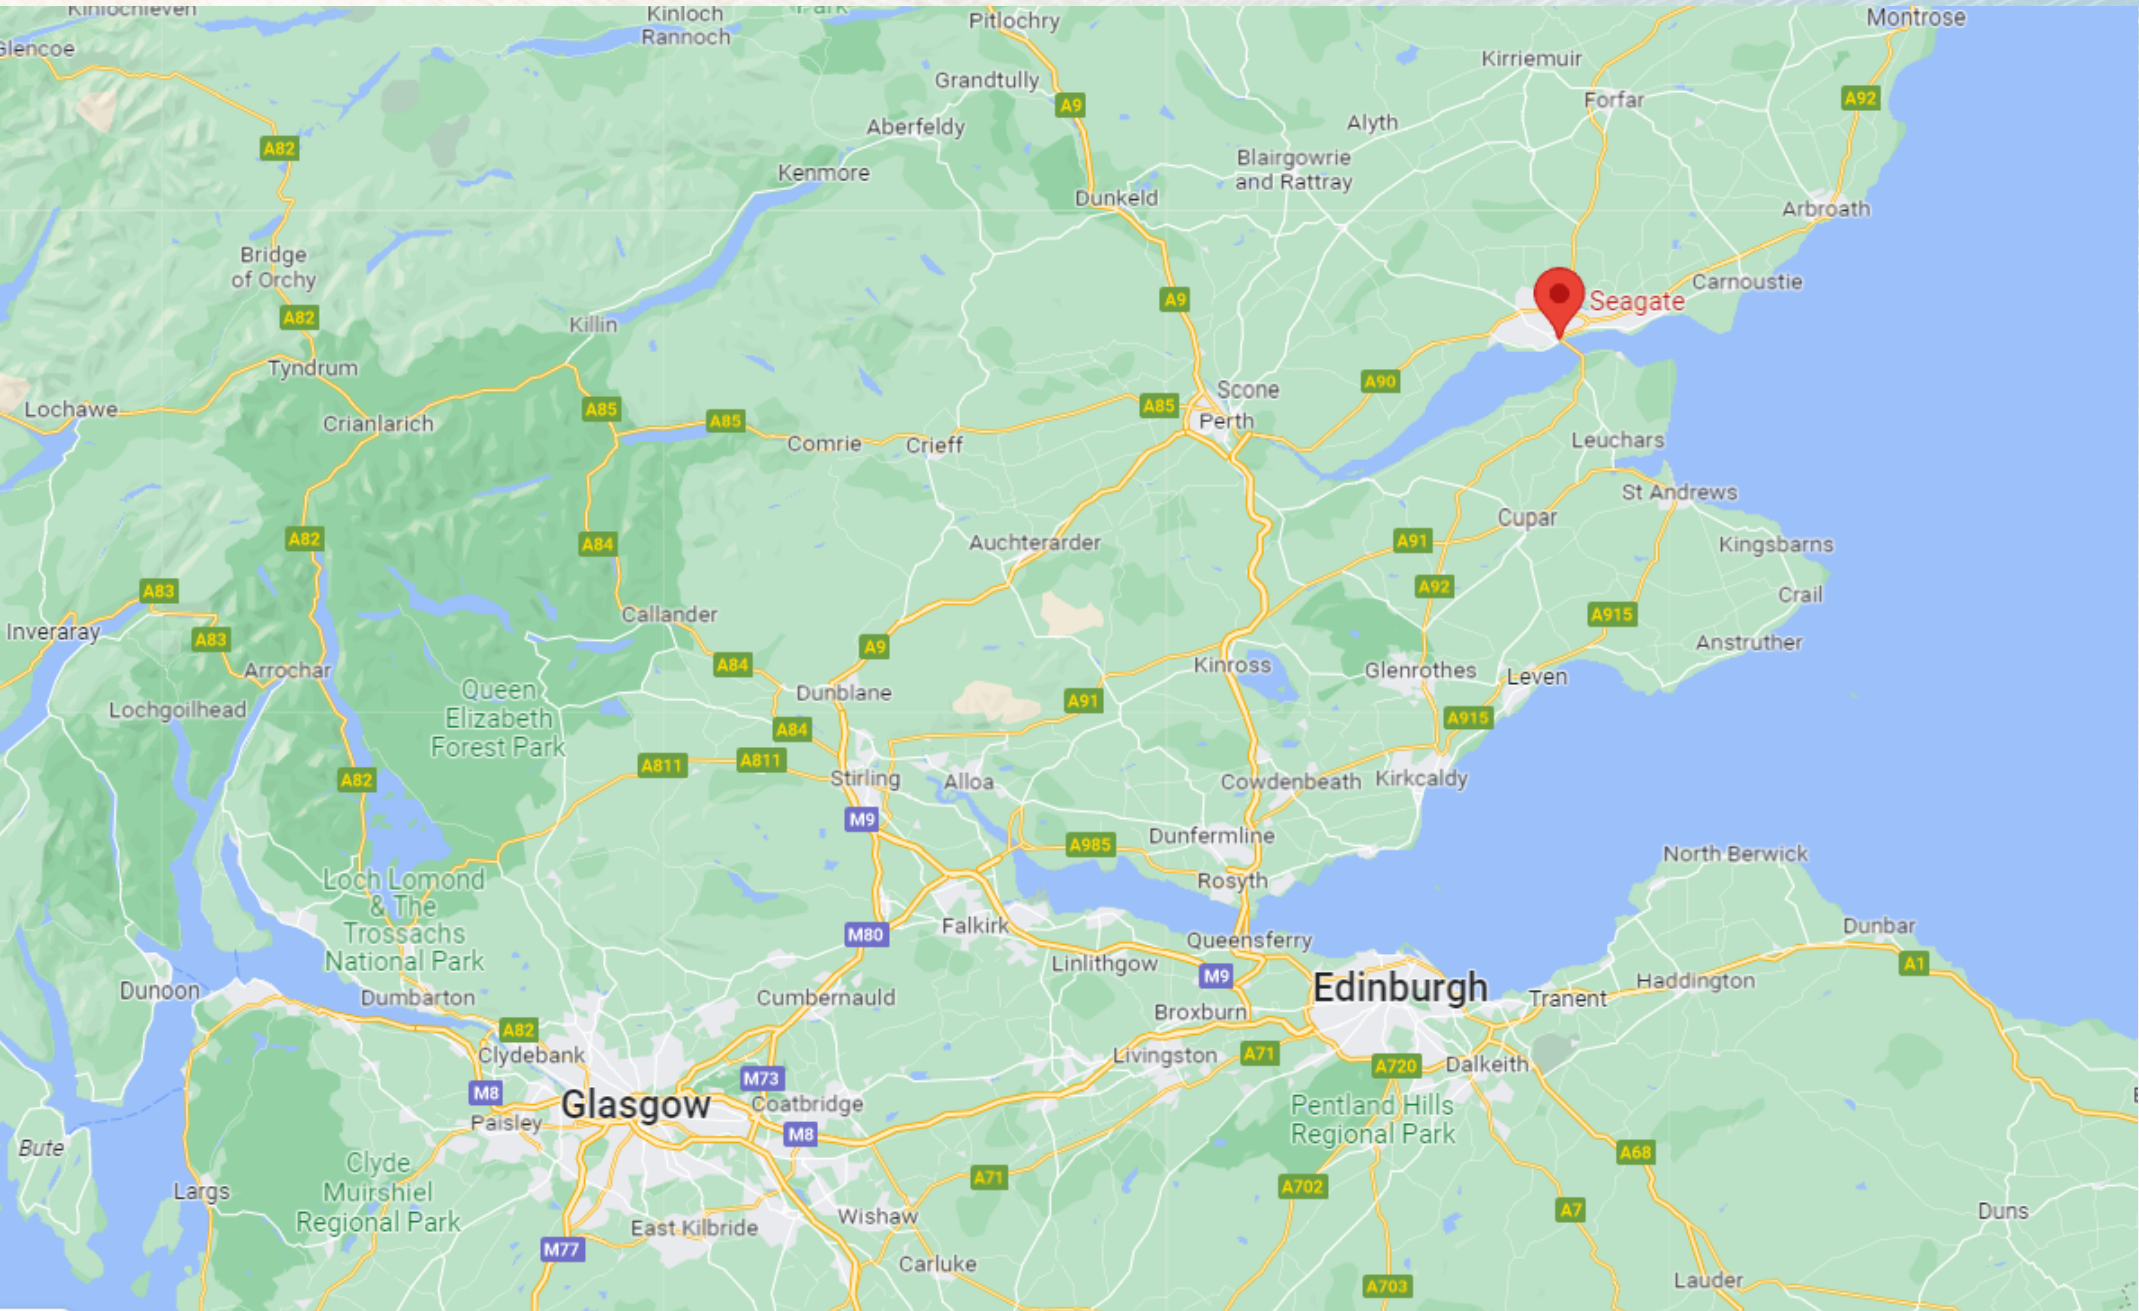 Kinlochleven
Kinloch
Rannoch
Park
Pitlochry
Montrose
Glencoe
Kirriemuir
Grandtully
A9
Forfar
A92
Aberfeldy
Alyth
A82
Blairgowrie
and Rattray
Kenmore
Dunkeld
Arbroath
Bridge
of Orchy
Carnoustie
A9
Seagate
A82
Killin
Tyndrum
A90
Scone
Lochawe
A85
A85
A85
Perth
Crianlarich
Comrie
Crieff
Leuchars
St Andrews
Cupar
A82
A84
Auchterarder
A91
Kingsbarns
A83
A92
Crail
Callander
A915
Inveraray
A83
A9
Anstruther
Arrochar
A84
Kinross
Glenrothes
Leven
Queen
Elizabeth
Forest Park
Dunblane
A91
Lochgoilhead
A915
A84
A811
A811
A82
Stirling
Alloa
Cowdenbeath
Kirkcaldy
M9
Dunfermline
A985
North Berwick
Loch Lomond
& The
Trossachs
National Park
Rosyth
M80
Falkirk
Dunbar
Queensferry
Linlithgow
M9
A1
Haddington
Dunoon
Dumbarton
Cumbernauld
Edinburgh
Tranent
A82
Broxburn
Clydebank
Livingston
A71
A720
Dalkeith
M8
M73
Glasgow
Coatbridge
Pentland Hills
Regional Park
Paisley
M8
Bute
A68
Clyde
Muirshiel
Regional Park
A71
A702
Largs
A7
Duns
Wishaw
East Kilbride
M77
Carluke
A703
Lauder